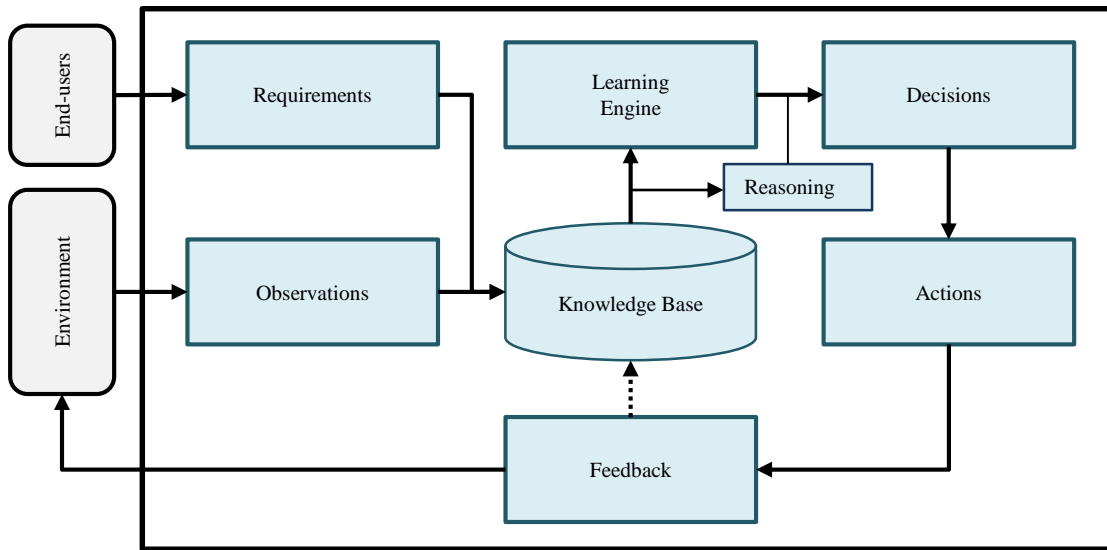 End-users
Requirements
Learning
Engine
Decisions
Reasoning
Environment
Observations
Knowledge Base
Actions
Feedback